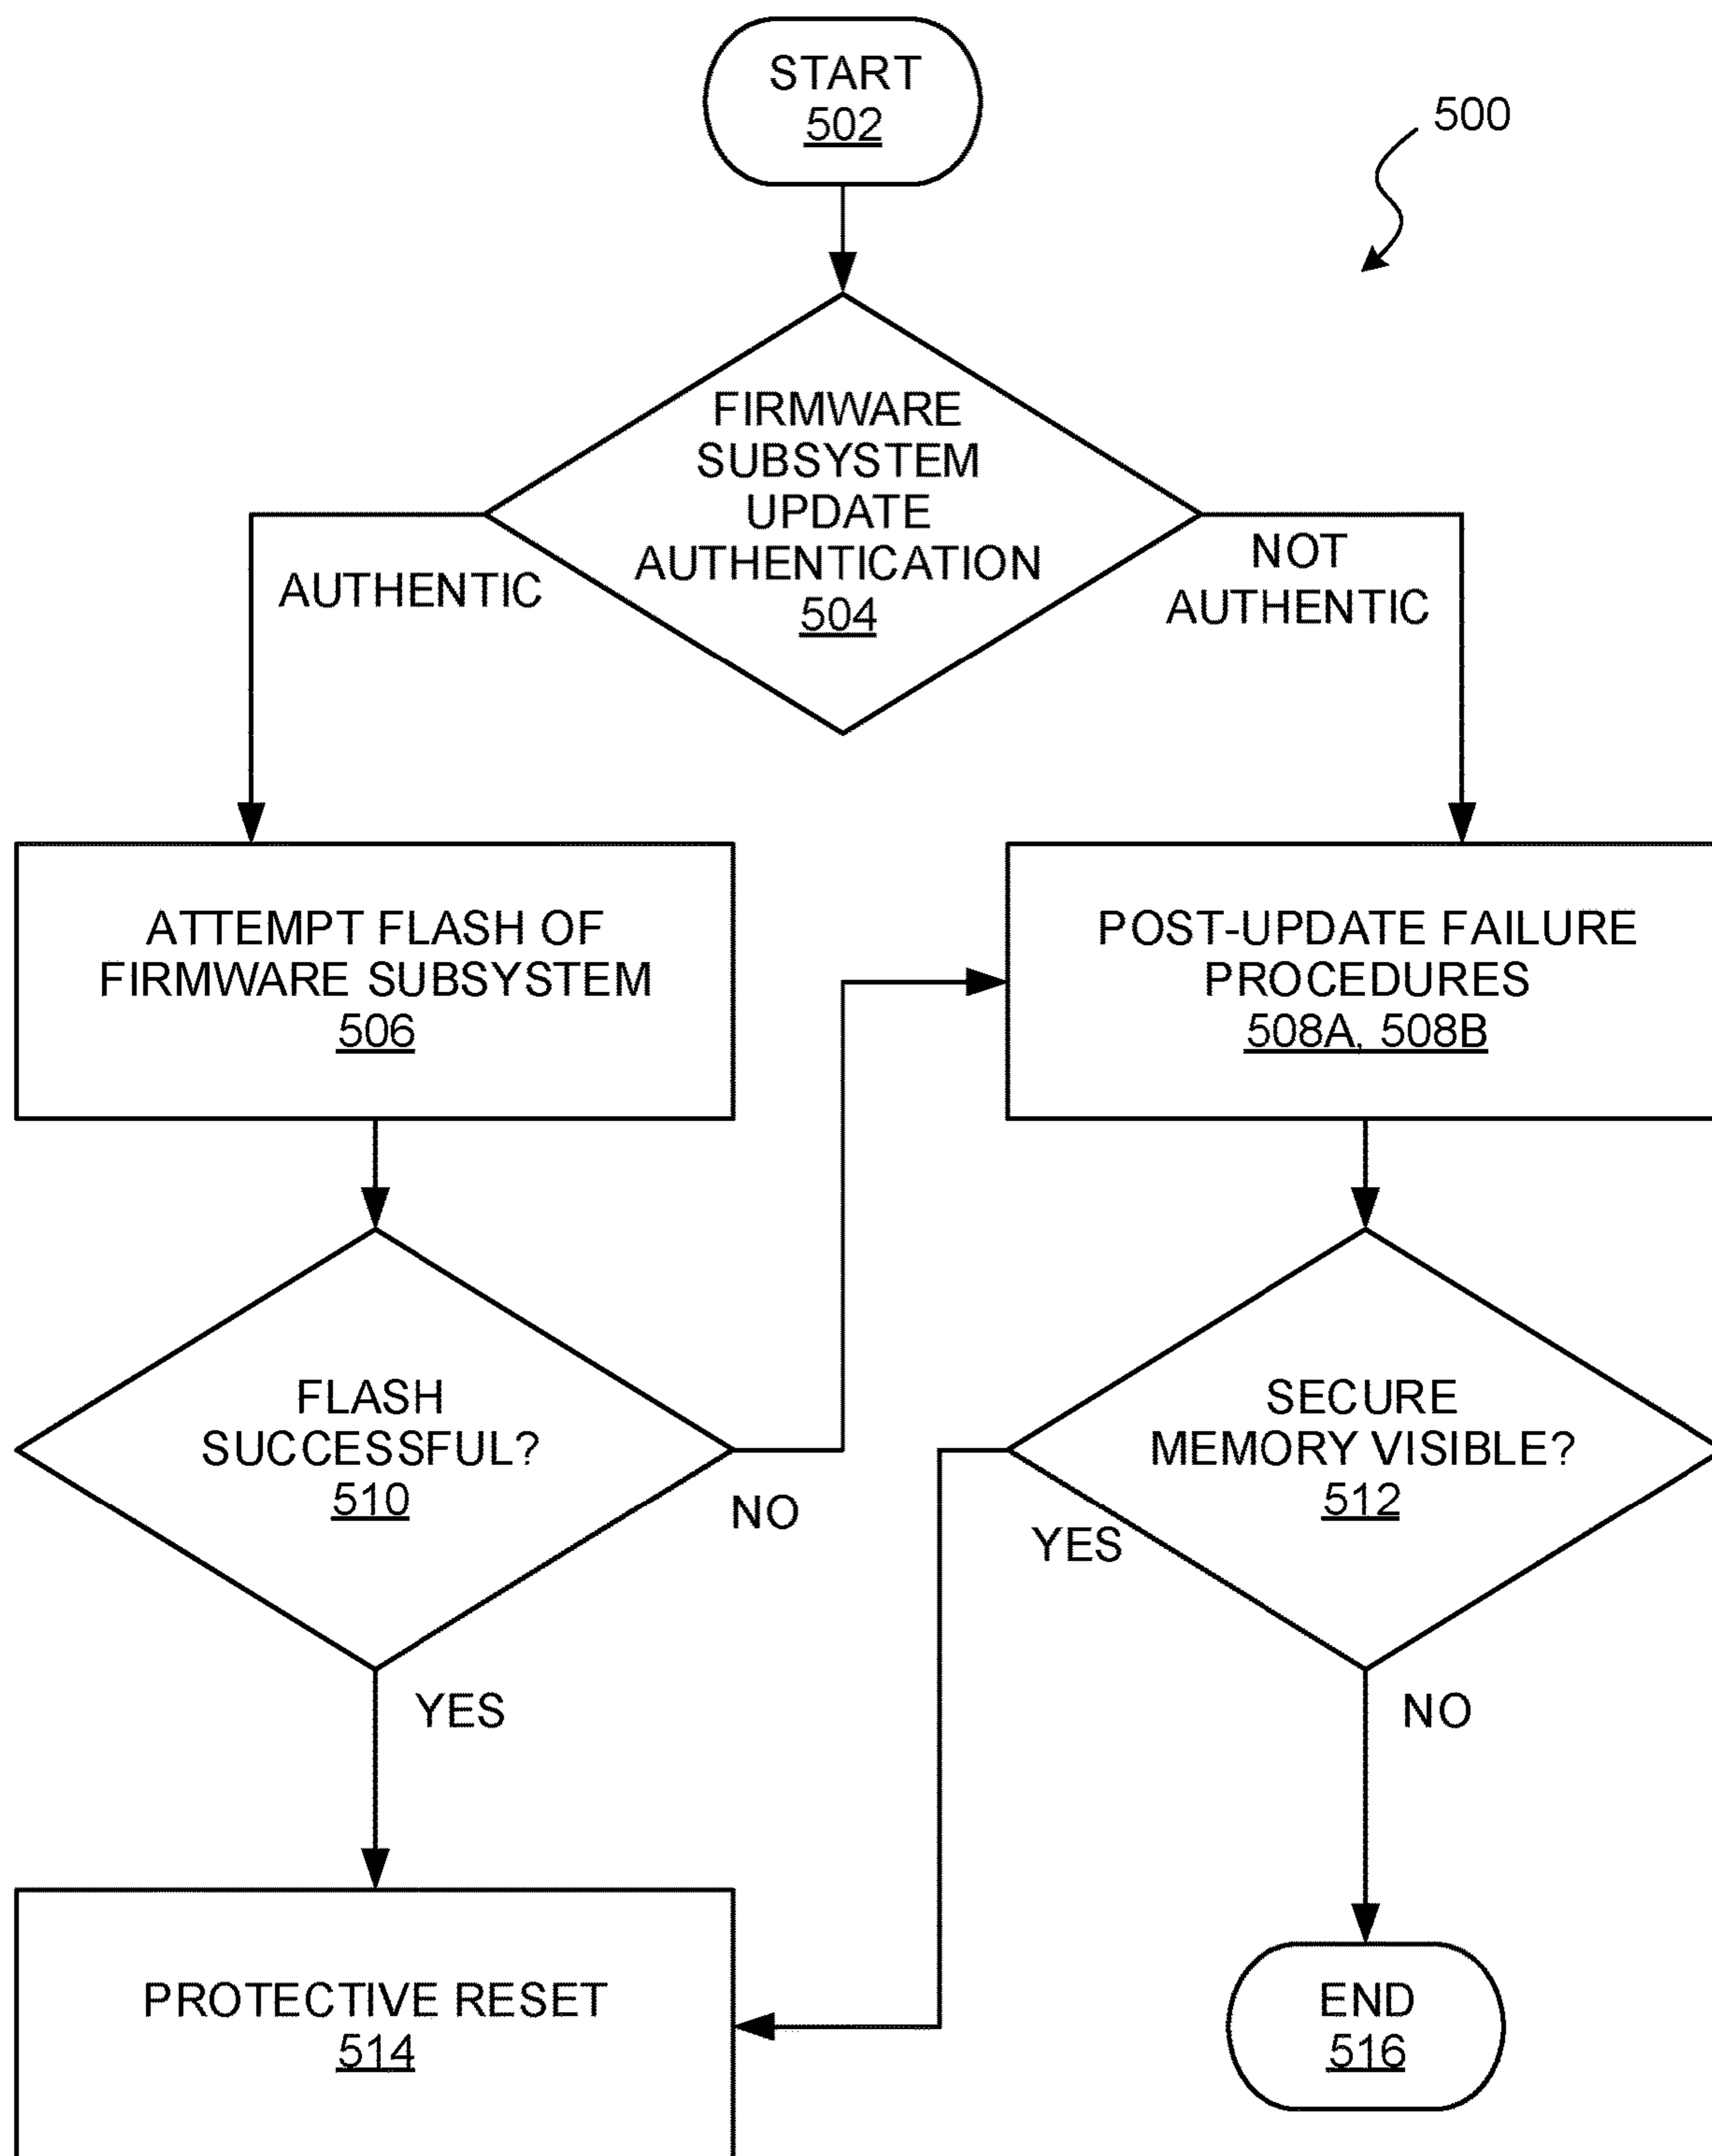 START
502
500
FIRMWARE
SUBSYSTEM
UPDATE
AUTHENTICATION
504
AUTHENTIC
NOT
AUTHENTIC
ATTEMPT FLASH OF
FIRMWARE SUBSYSTEM
506
POST-UPDATE FAILURE
PROCEDURES
508A, 508B
FLASH
SUCCESSFUL?
510
NO
SECURE
MEMORY VISIBLE?
512
YES
YES
NO
PROTECTIVE RESET
514
END
516